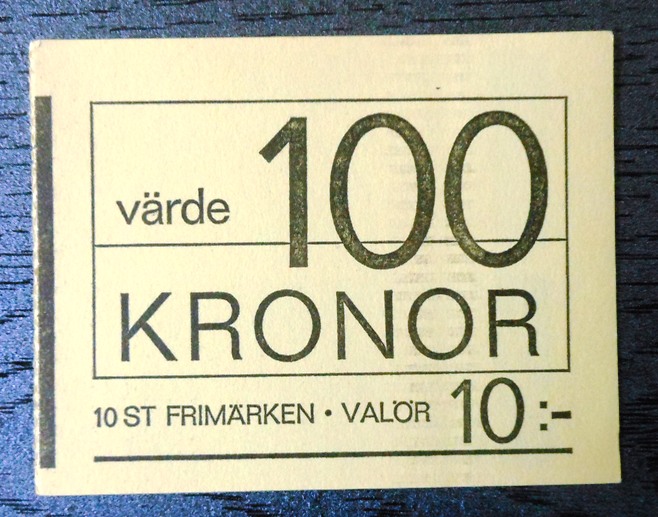 värde 100
KRONOR
10 ST FRIMÄRKEN • VALÖR 10:-